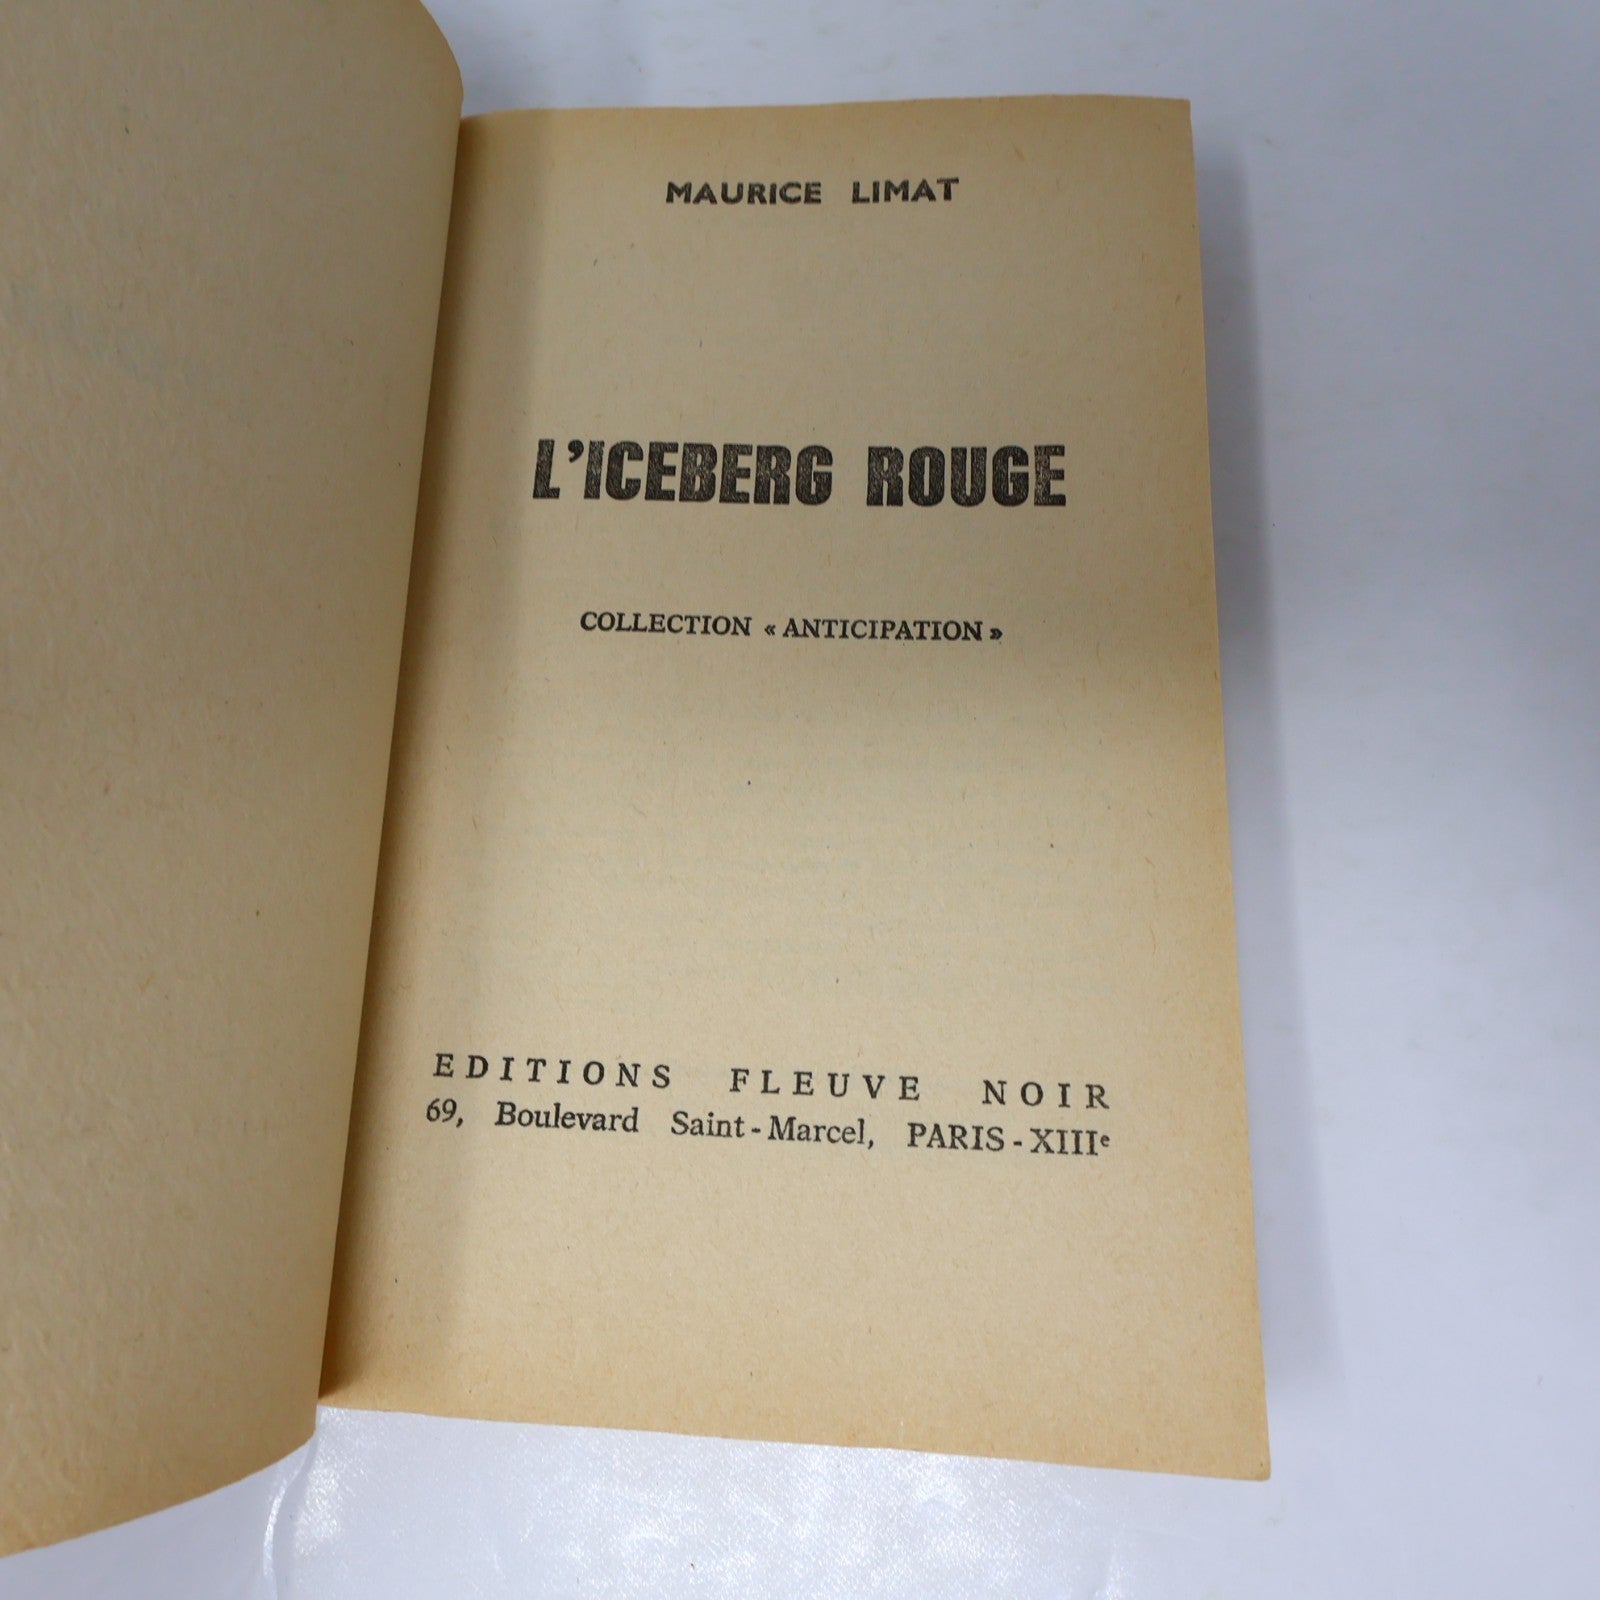 MAURICE LIMAT
L'ICEBERG ROUGE
COLLECTION « ANTICIPATION »
EDITIONS FLEUVE NOIR
69, Boulevard Saint-Marcel, PARIS-XIIIᵉ